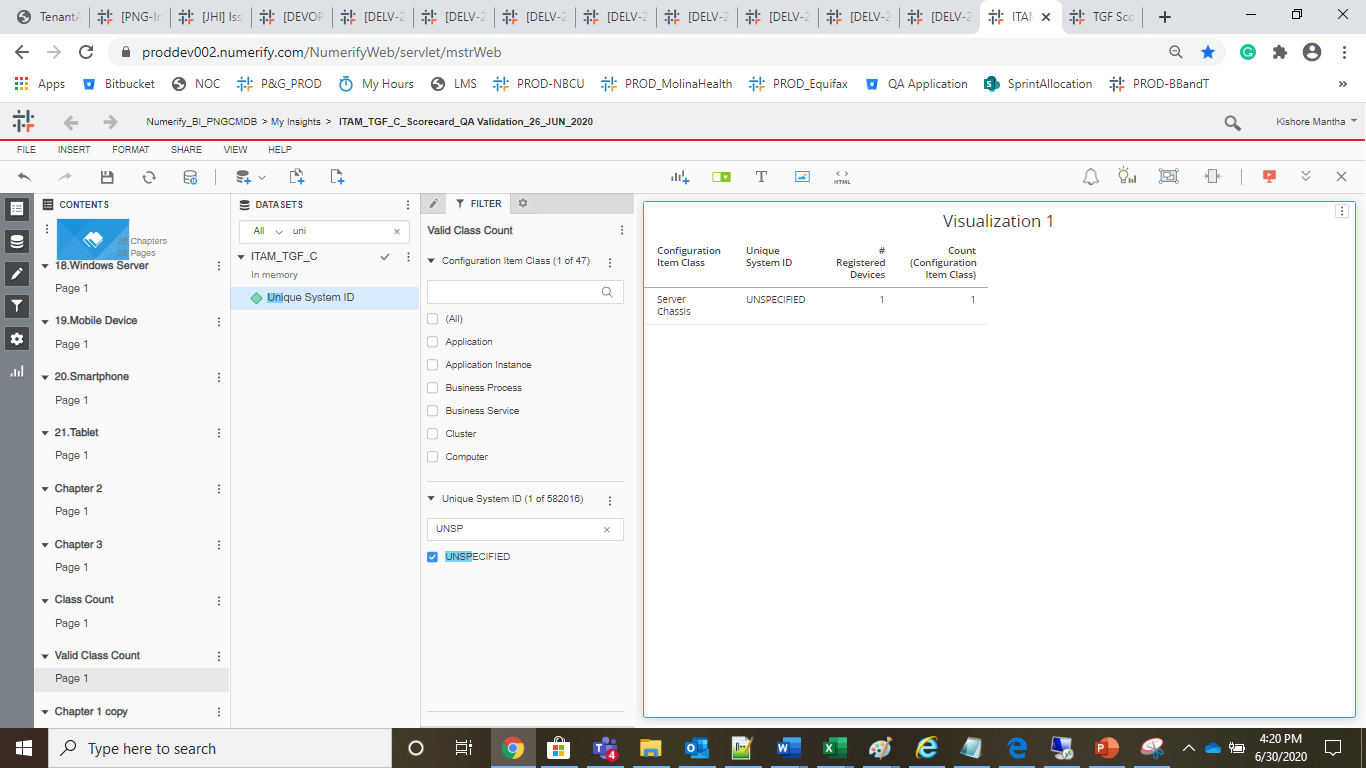 TenantA
[PNG-In
[JHI] Iss
[DEVOP
[DELV-2
[DELV-2
[DELV-2
[DELV-2
[DELV-2
[DELV-2
[DELV-2
[DELV-2
ITAM
TGF Sco
proddev002.numerify.com/NumerifyWeb/servlet/mstrWeb
Apps
Bitbucket
NOC
P&G_PROD
My Hours
LMS
PROD-NBCU
PROD_MolinaHealth
PROD_Equifax
QA Application
SprintAllocation
PROD-BBandT
»
Numerify_BI_PNGCMDB > My Insights > ITAM_TGF_C_Scorecard_QA Validation_26_JUN_2020
Kishore Mantha
FILE INSERT FORMAT SHARE VIEW HELP
T
HTML
CONTENTS
Chapters
Pages
18.Windows Server
Page 1
19.Mobile Device
Page 1
20.Smartphone
Page 1
21.Tablet
Page 1
Chapter 2
Page 1
Chapter 3
Page 1
Class Count
Page 1
Valid Class Count
Page 1
Chapter 1 copy
DATASETS
All uni
ITAM_TGF_C
In memory
Unique System ID
FILTER
Valid Class Count
Configuration Item Class (1 of 47)
(All)
Application
Application Instance
Business Process
Business Service
Cluster
Computer
Unique System ID (1 of 582016)
UNSP
UNSPECIFIED
Visualization 1
Configuration Item Class
Unique System ID
# Registered Devices
Count (Configuration Item Class)
Server Chassis
UNSPECIFIED
1
1
Type here to search
4
4:20 PM
6/30/2020